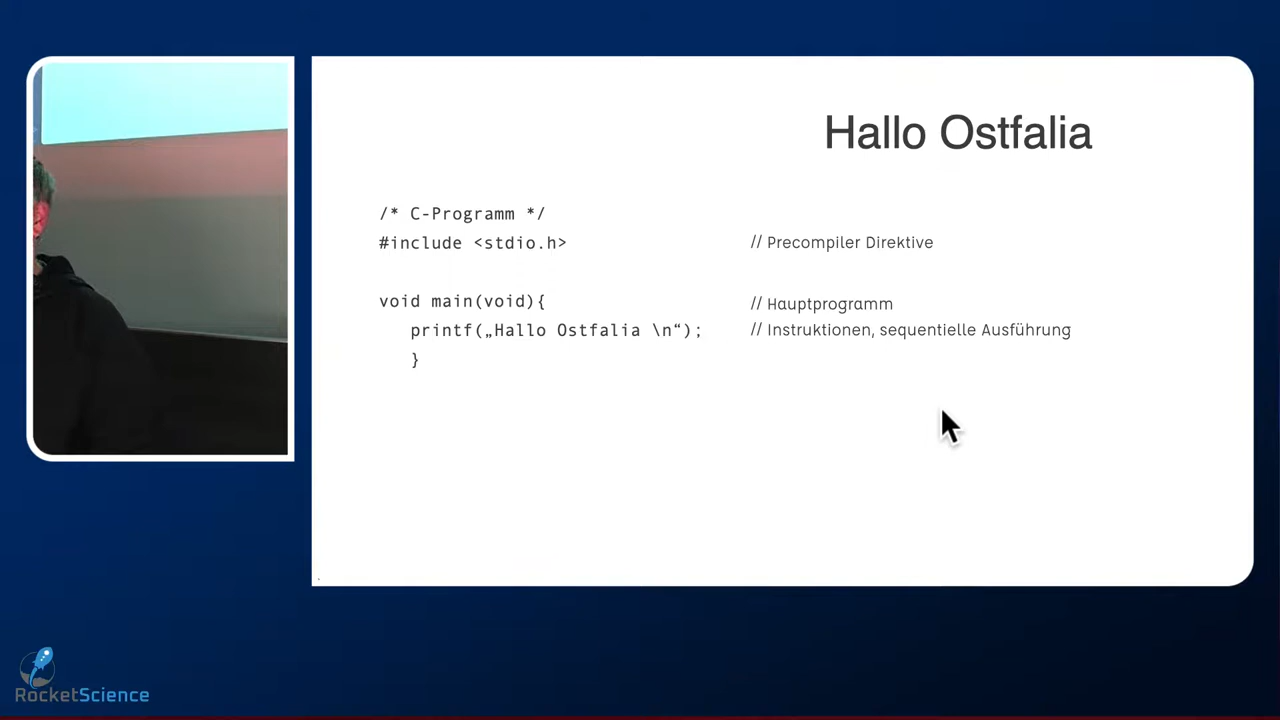 Hallo Ostfalia
/* C-Programm */
#include <stdio.h> // Precompiler Direktive
void main(void){ // Hauptprogramm
printf(„Hallo Ostfalia \n“); // Instruktionen, sequentielle Ausführung
}
RocketScience